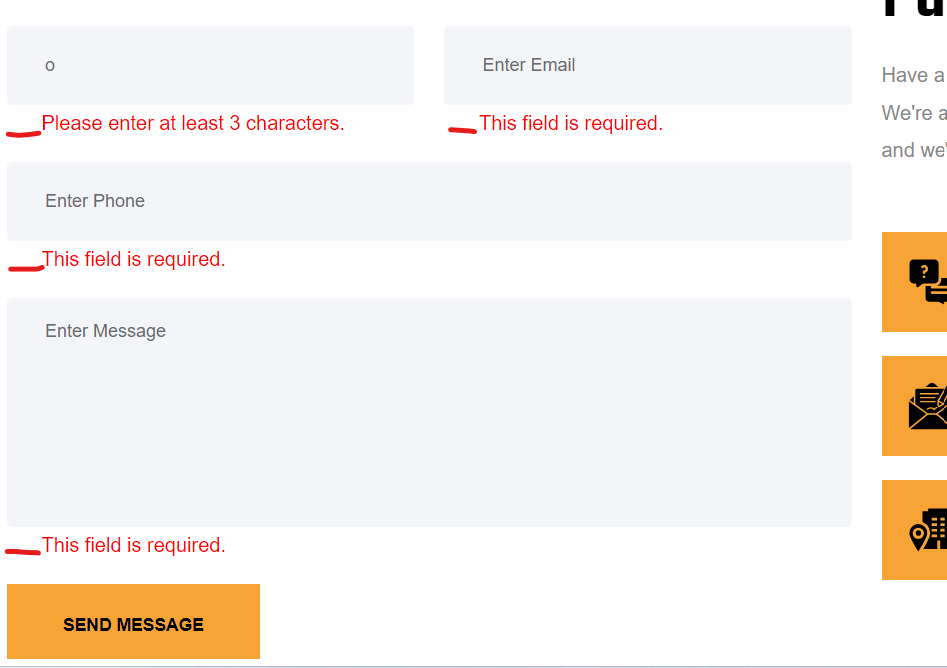 o
Enter Email
Please enter at least 3 characters.
This field is required.
Enter Phone
This field is required.
Enter Message
This field is required.
SEND MESSAGE
Have a
We're a
and we'
?